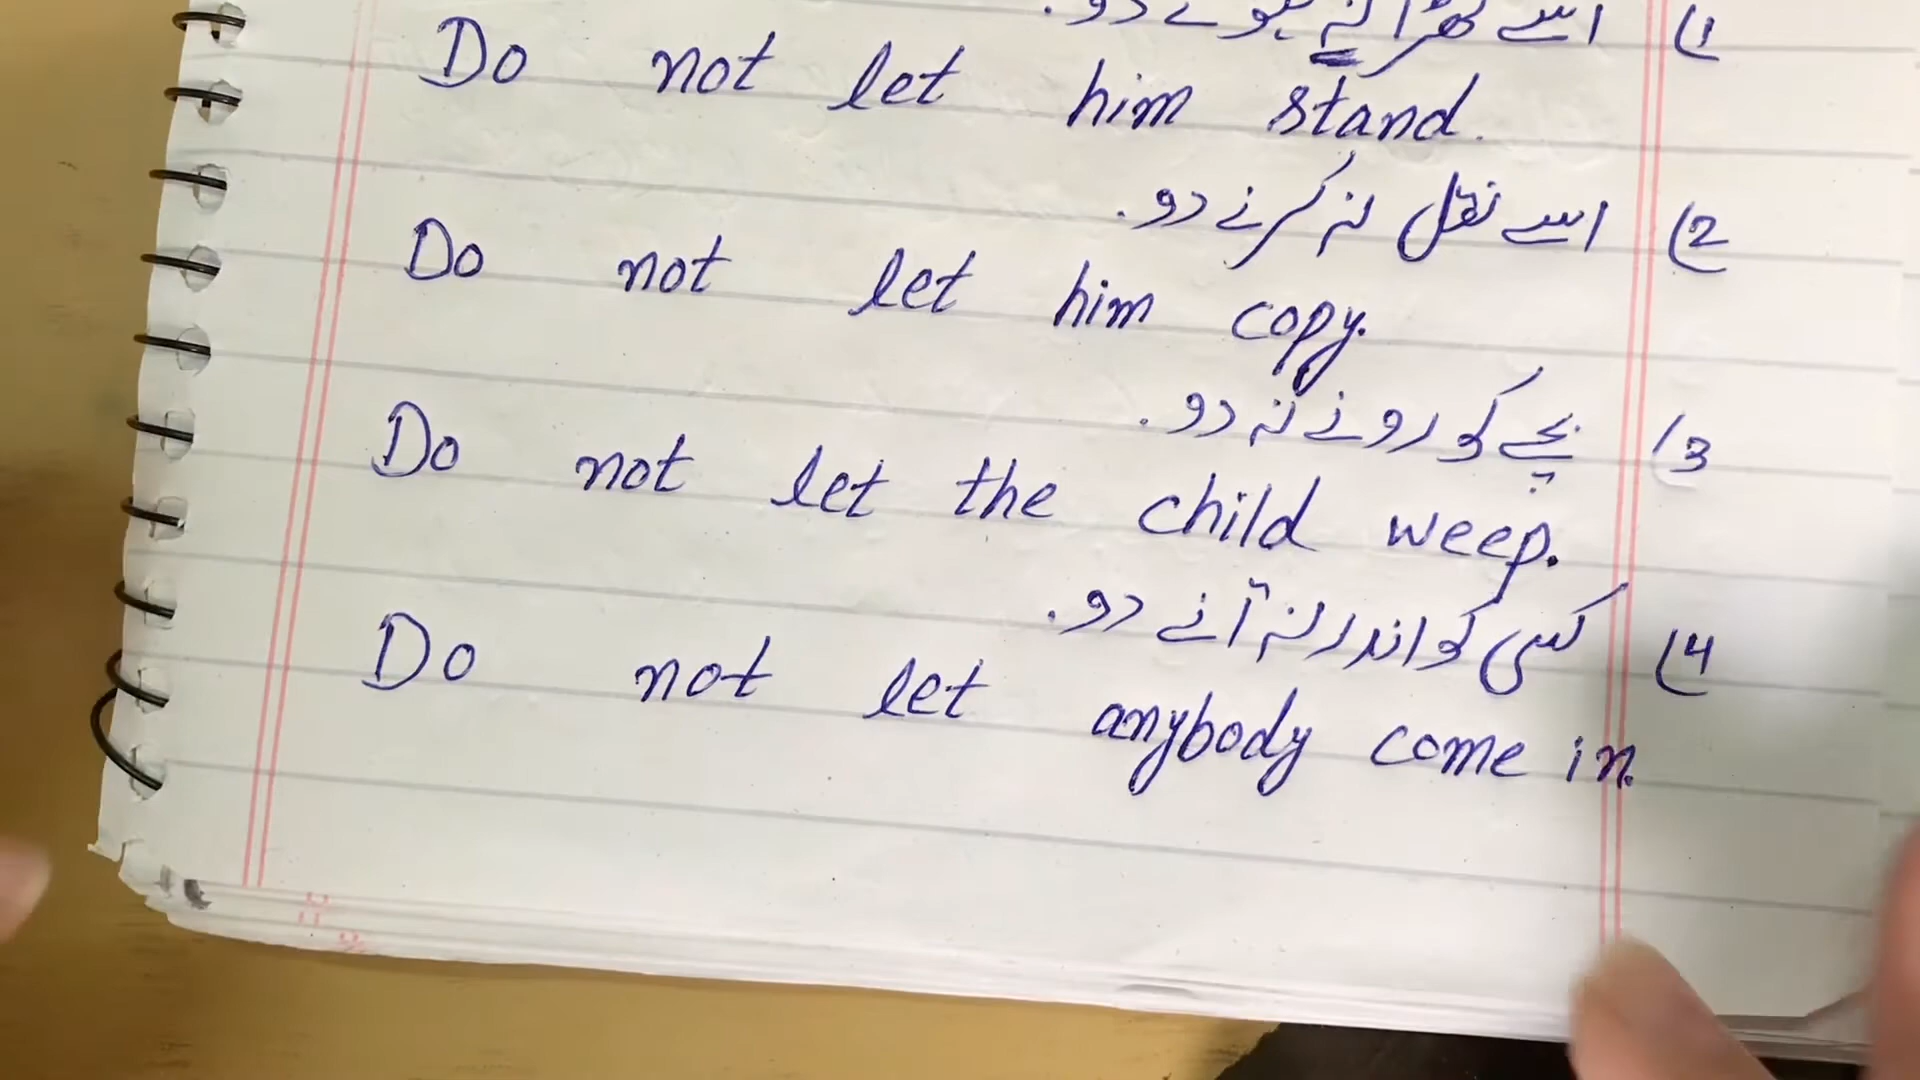 1) اسے کھڑا نہ ہونے دو.
Do not let him stand.
2) اسے نقل نہ کرنے دو.
Do not let him copy.
3) بچے کو رونے نہ دو.
Do not let the child weep.
4) کسی کو اندر نہ آنے دو.
Do not let anybody come in.